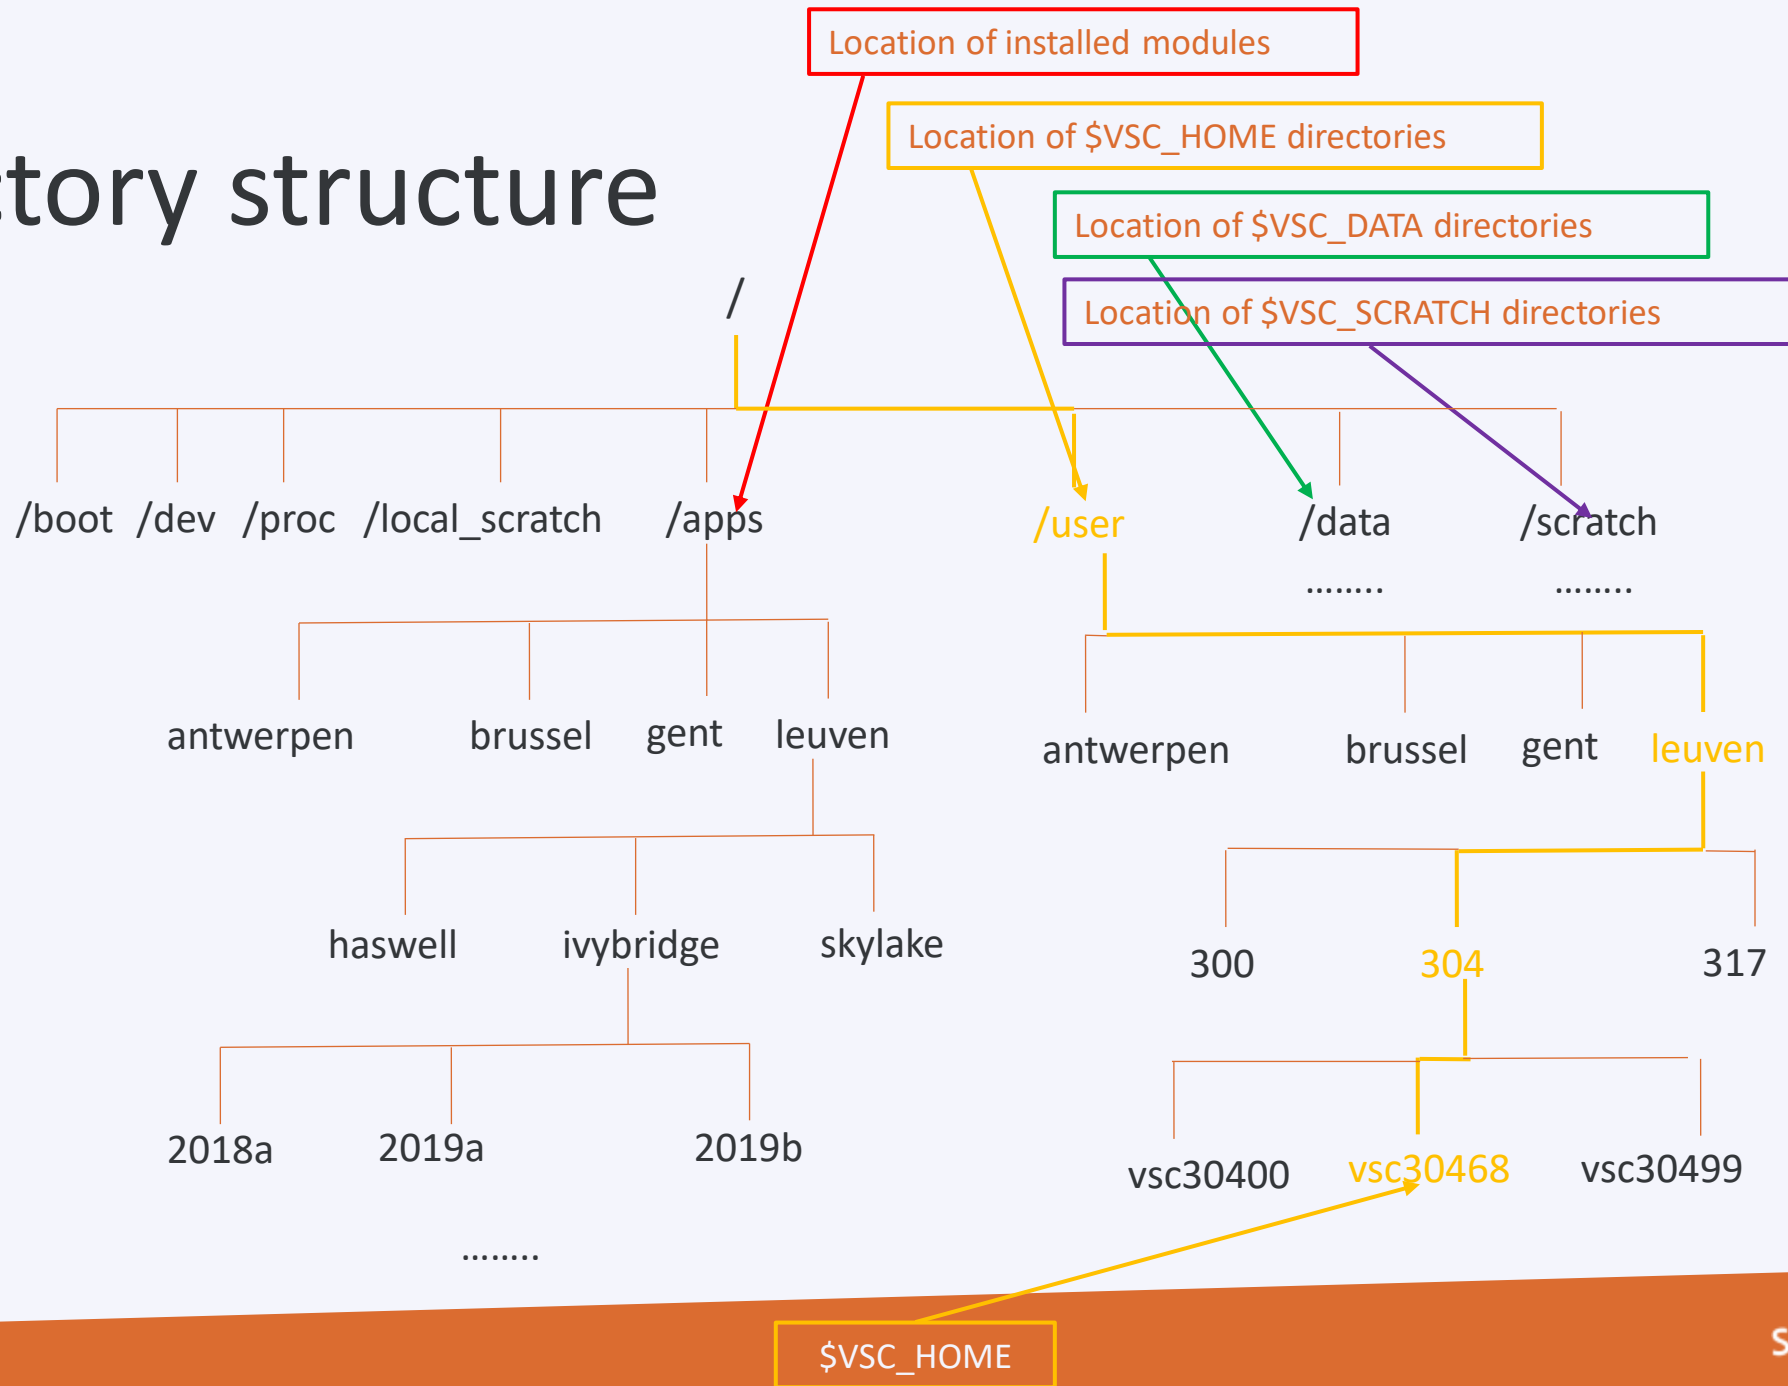 Location of installed modules
Location of $VSC_HOME directories
ctory structure
Location of $VSC_DATA directories
Location of $VSC_SCRATCH directories
/
/boot /dev /proc /local_scratch /apps /user /data /scratch
........ ........
antwerpen brussel gent leuven antwerpen brussel gent leuven
haswell ivybridge skylake 300 304 317
2018a 2019a 2019b vsc30400 vsc30468 vsc30499
........
$VSC_HOME